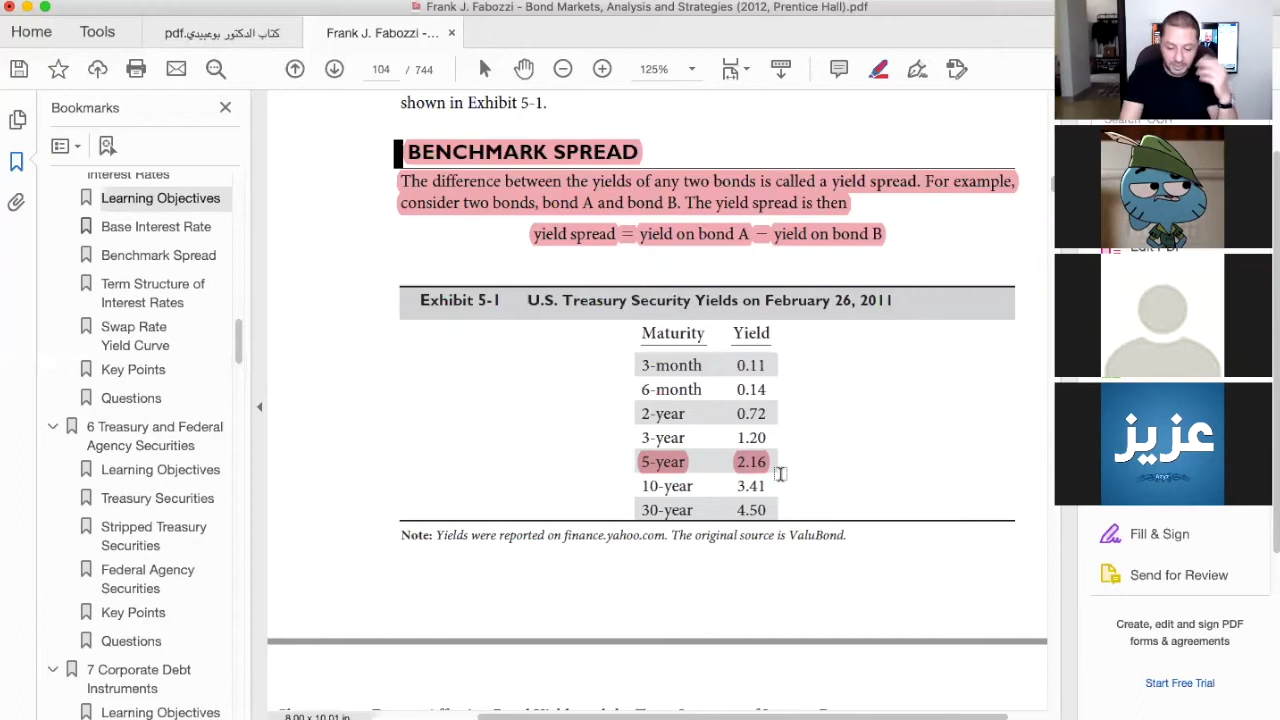 Frank J. Fabozzi - Bond Markets, Analysis and Strategies (2012, Prentice Hall).pdf
Home
Tools
كتاب الدكتور بوعبيدي.pdf
Frank J. Fabozzi -...
104 / 744
125%
Bookmarks
Interest Rates
Learning Objectives
Base Interest Rate
Benchmark Spread
Term Structure of
Interest Rates
Swap Rate
Yield Curve
Key Points
Questions
6 Treasury and Federal
Agency Securities
Learning Objectives
Treasury Securities
Stripped Treasury
Securities
Federal Agency
Securities
Key Points
Questions
7 Corporate Debt
Instruments
Learning Objectives
shown in Exhibit 5-1.
BENCHMARK SPREAD
The difference between the yields of any two bonds is called a yield spread. For example,
consider two bonds, bond A and bond B. The yield spread is then
yield spread = yield on bond A − yield on bond B
Exhibit 5-1 U.S. Treasury Security Yields on February 26, 2011
Maturity Yield
3-month 0.11
6-month 0.14
2-year 0.72
3-year 1.20
5-year 2.16
10-year 3.41
30-year 4.50
Note: Yields were reported on finance.yahoo.com. The original source is ValuBond.
8.00 x 10.01 in
عزيز
Azyz
Edit PDF
Fill & Sign
Send for Review
Create, edit and sign PDF
forms & agreements
Start Free Trial